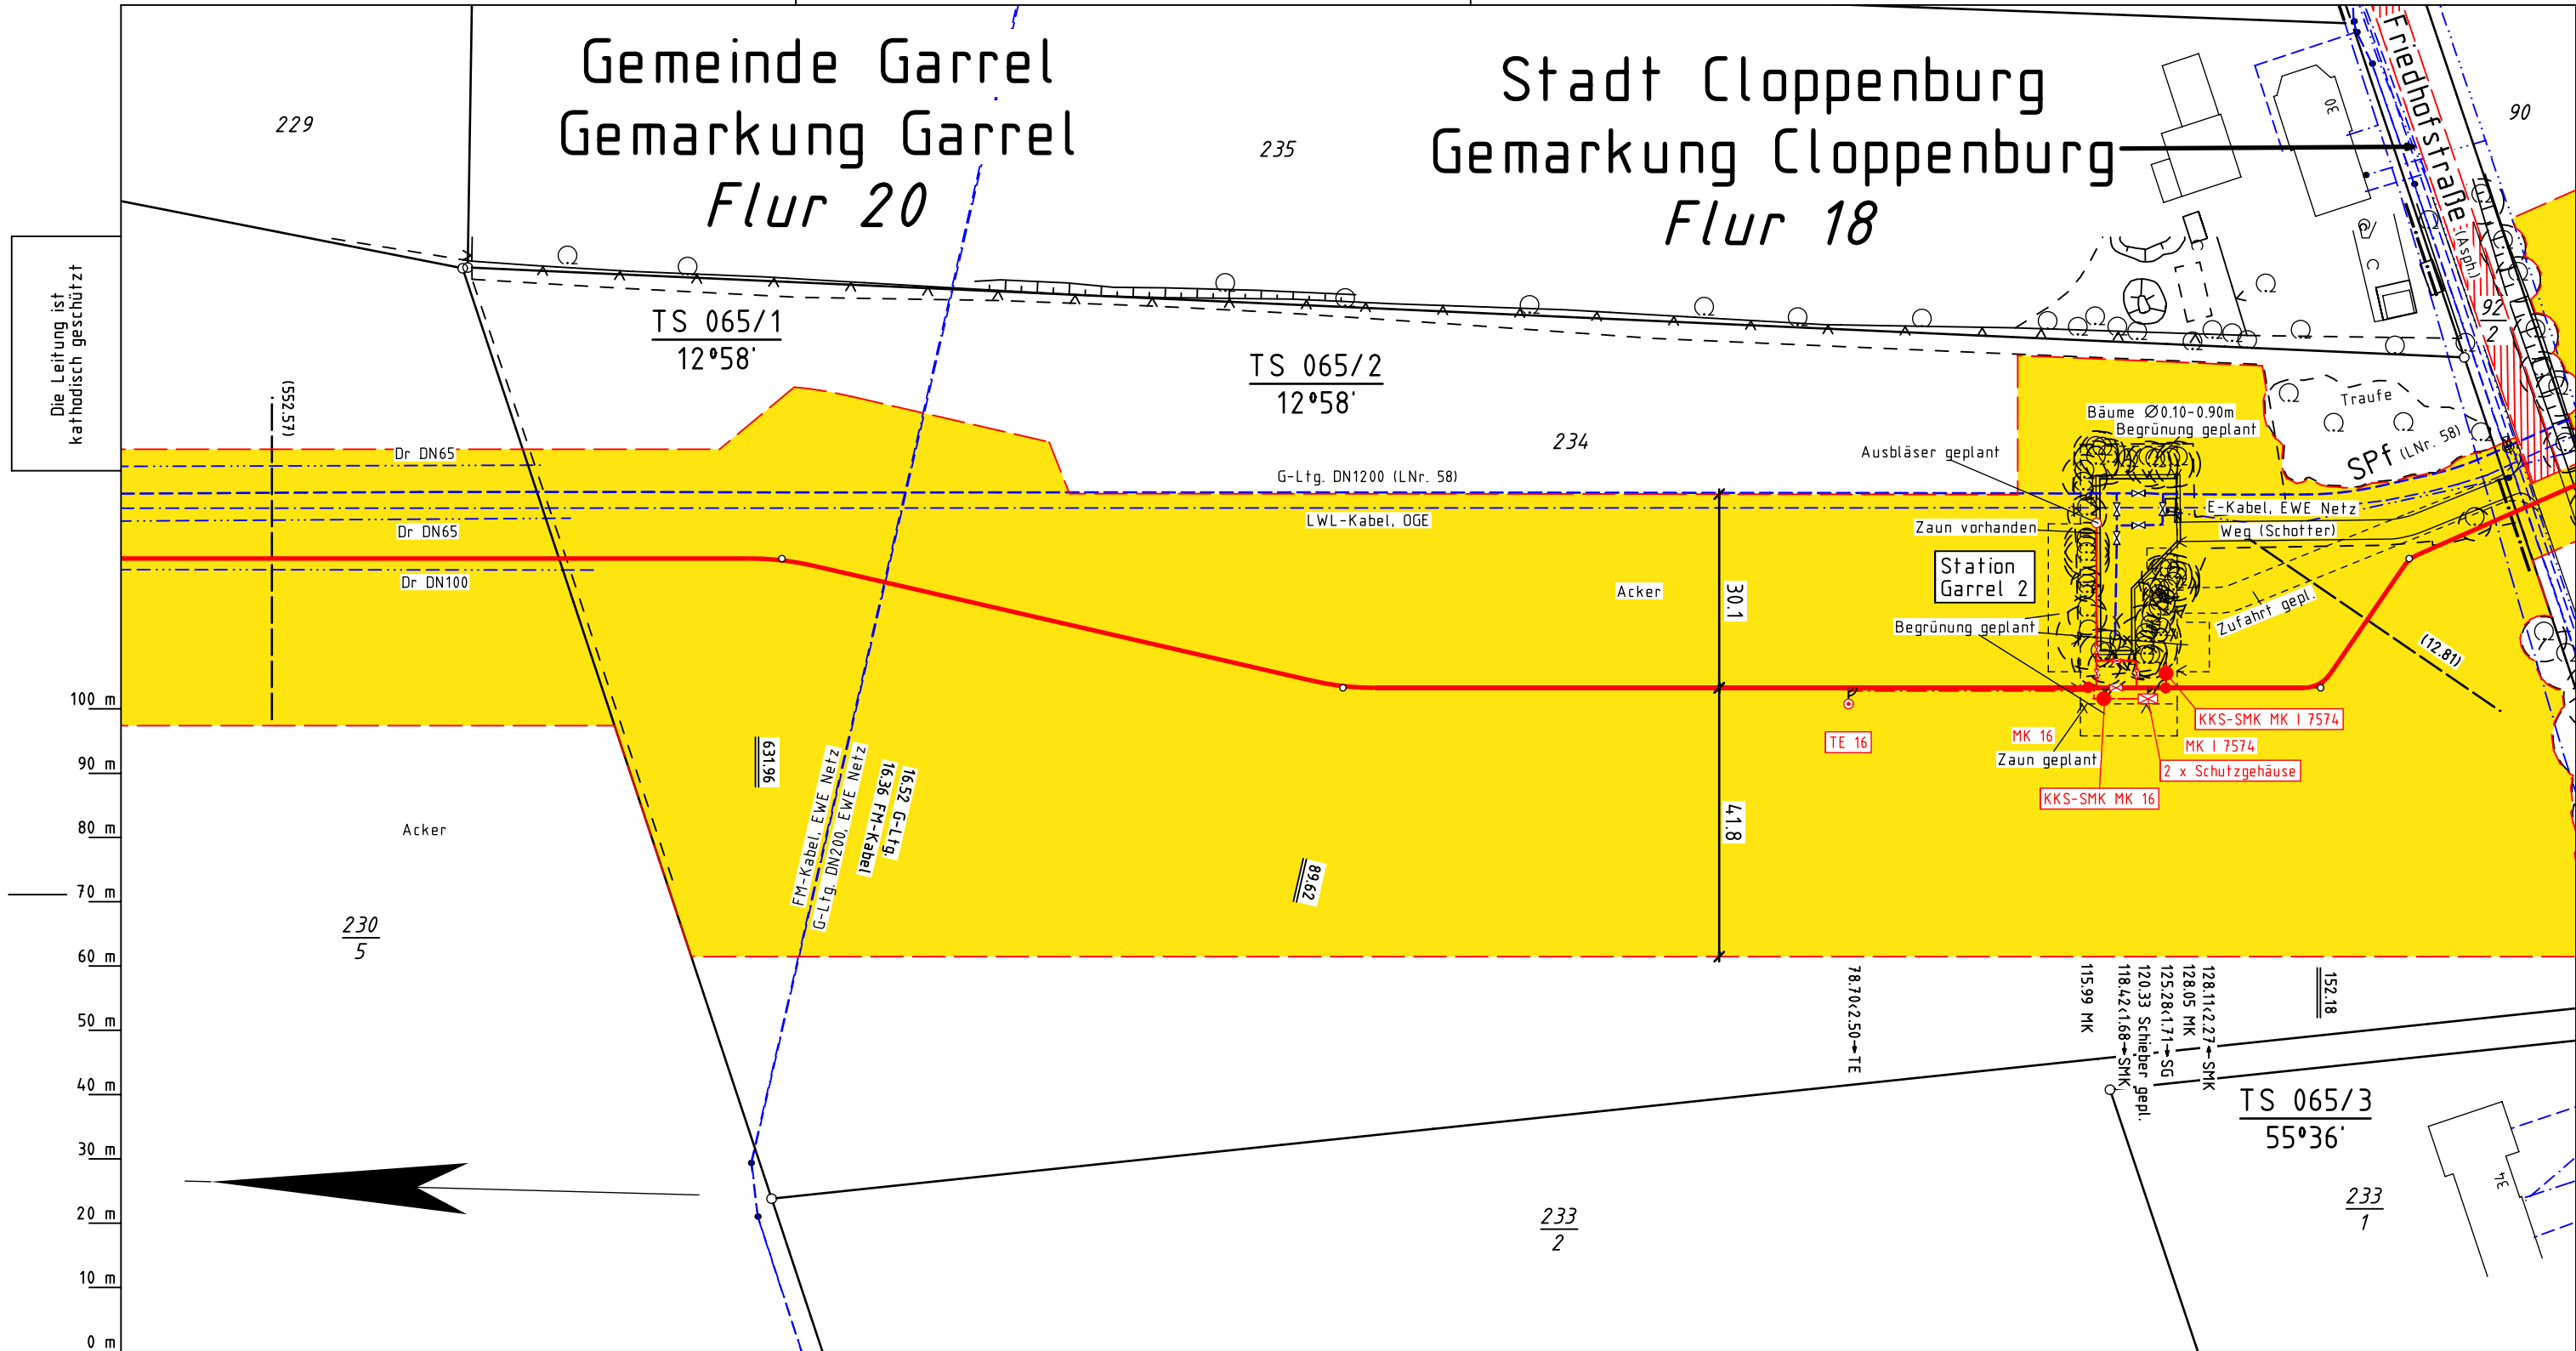 Gemeinde Garrel
Gemarkung Garrel
Flur 20
Stadt Cloppenburg
Gemarkung Cloppenburg
Flur 18
229
235
30
90
Friedhofstraße
(Asph.)
92
2
Die Leitung ist
kathodisch geschützt
TS 065/1
12°58'
TS 065/2
12°58'
234
(552.57)
Dr DN65
Dr DN65
Dr DN100
G-Ltg. DN1200 (LNr. 58)
LWL-Kabel, OGE
Bäume Ø0.10-0.90m
Begrünung geplant
Traufe
SPf (LNr. 58)
Ausbläser geplant
Zaun vorhanden
E-Kabel, EWE Netz
Weg (Schotter)
Station
Garrel 2
Acker
30.1
Begrünung geplant
Zufahrt gepl.
(12.81)
KKS-SMK MK I 7574
MK 16
MK I 7574
Zaun geplant
2 x Schutzgehäuse
KKS-SMK MK 16
TE 16
41.8
631.96
FM-Kabel, EWE Netz
G-Ltg. DN200, EWE Netz
16.36 FM-Kabel
16.52 G-Ltg.
89.62
Acker
230
5
78.70<2.50→TE
115.99 MK
118.42<1.68→SMK
120.33 Schieber gepl.
125.28<1.71→SG
128.05 MK
128.11<2.27→SMK
152.18
TS 065/3
55°36'
34
233
2
233
1
100 m
90 m
80 m
70 m
60 m
50 m
40 m
30 m
20 m
10 m
0 m